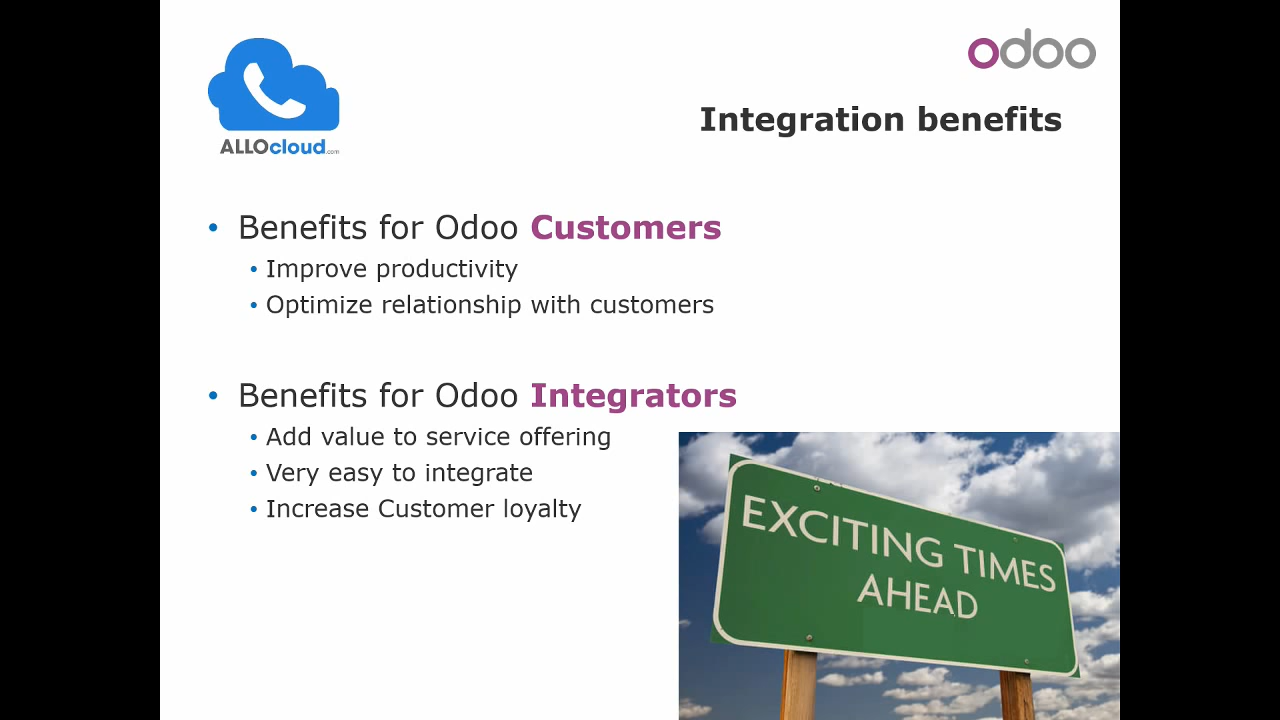 odoo
ALLOcloud.com
Integration benefits
• Benefits for Odoo Customers
• Improve productivity
• Optimize relationship with customers
• Benefits for Odoo Integrators
• Add value to service offering
• Very easy to integrate
• Increase Customer loyalty
EXCITING TIMES
AHEAD